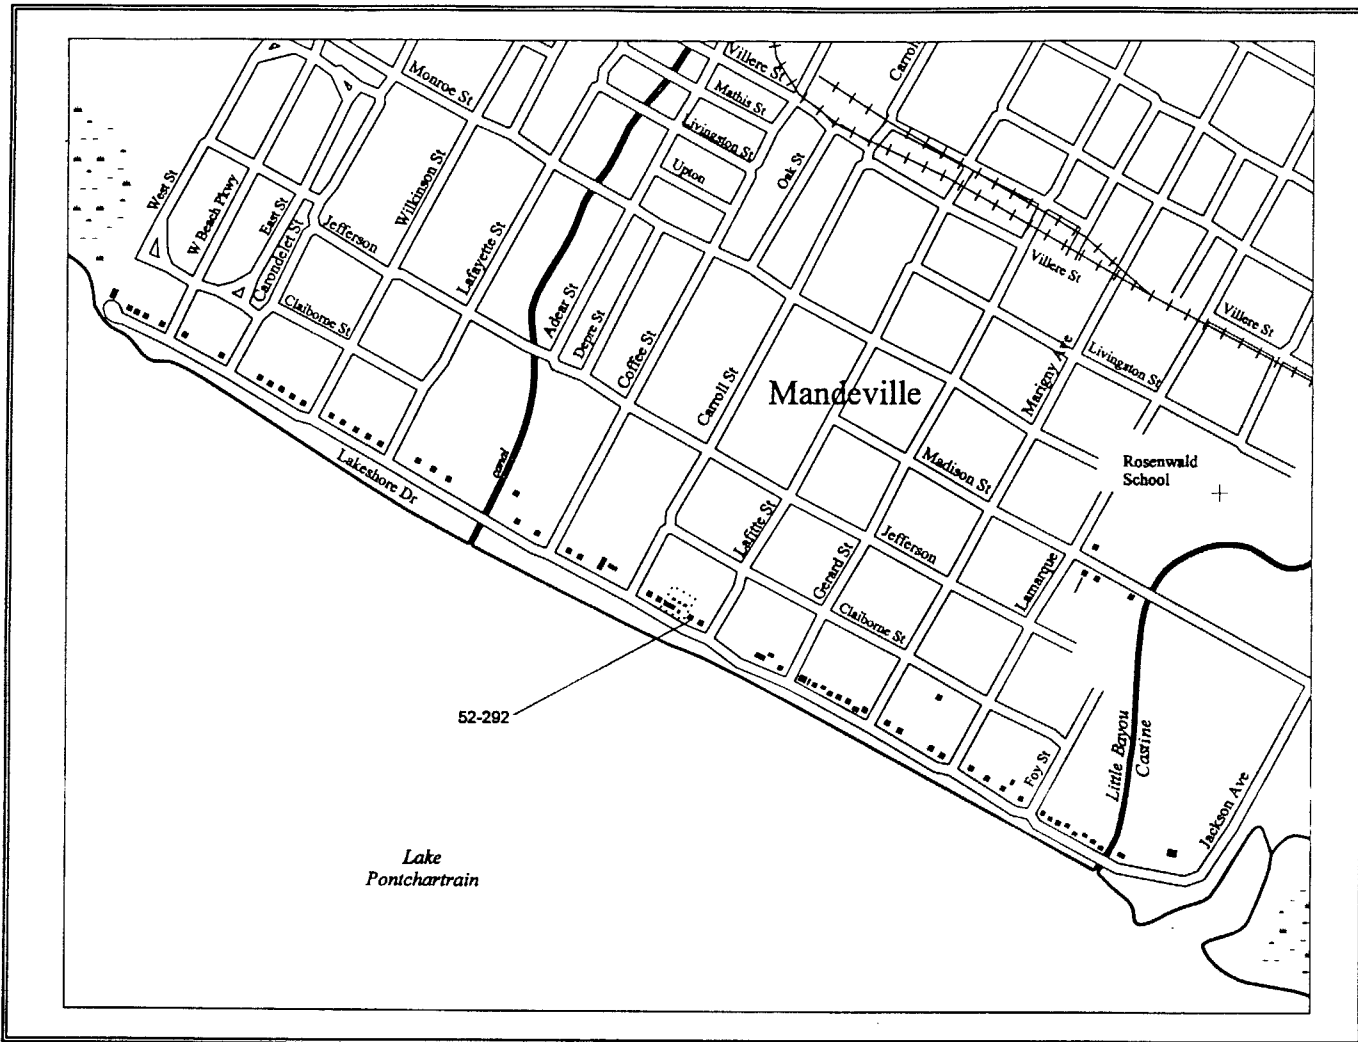 Villere St
Carroll
Monroe St
Mathis St
Livingston St
Upton
Oak St
West St
W Beach Pkwy
East St
Carondelet St
Jefferson
Wilkinson St
Lafayette St
Claiborne St
Adear St
Depre St
Coffee St
Carroll St
Mandeville
Villere St
Villere St
Livingston St
Marigny Ave
Madison St
Rosenwald
School
Lakeshore Dr
canal
Lafitte St
Gerard St
Jefferson
Lamarque
Claiborne St
52-292
Foy St
Little Bayou
Castine
Jackson Ave
Lake
Pontchartrain